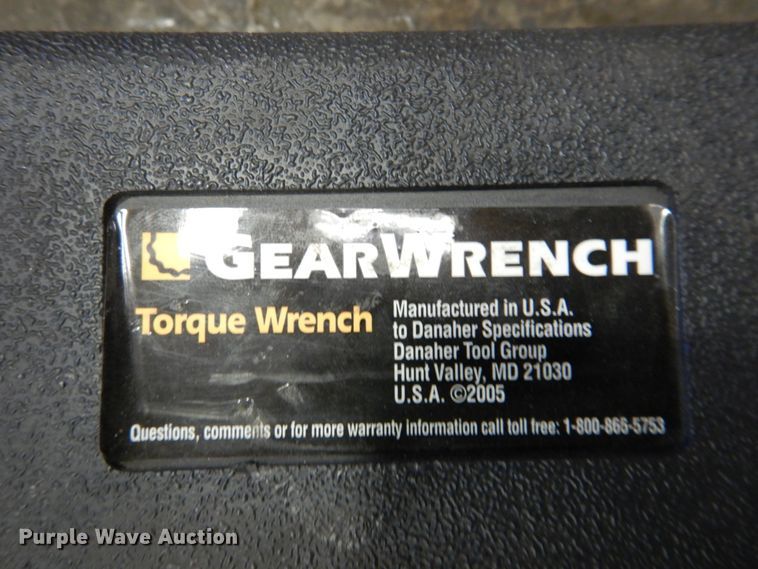 GEARWRENCH
Torque Wrench
Manufactured in U.S.A.
to Danaher Specifications
Danaher Tool Group
Hunt Valley, MD 21030
U.S.A. ©2005
Questions, comments or for more warranty information call toll free: 1-800-865-5753
Purple Wave Auction